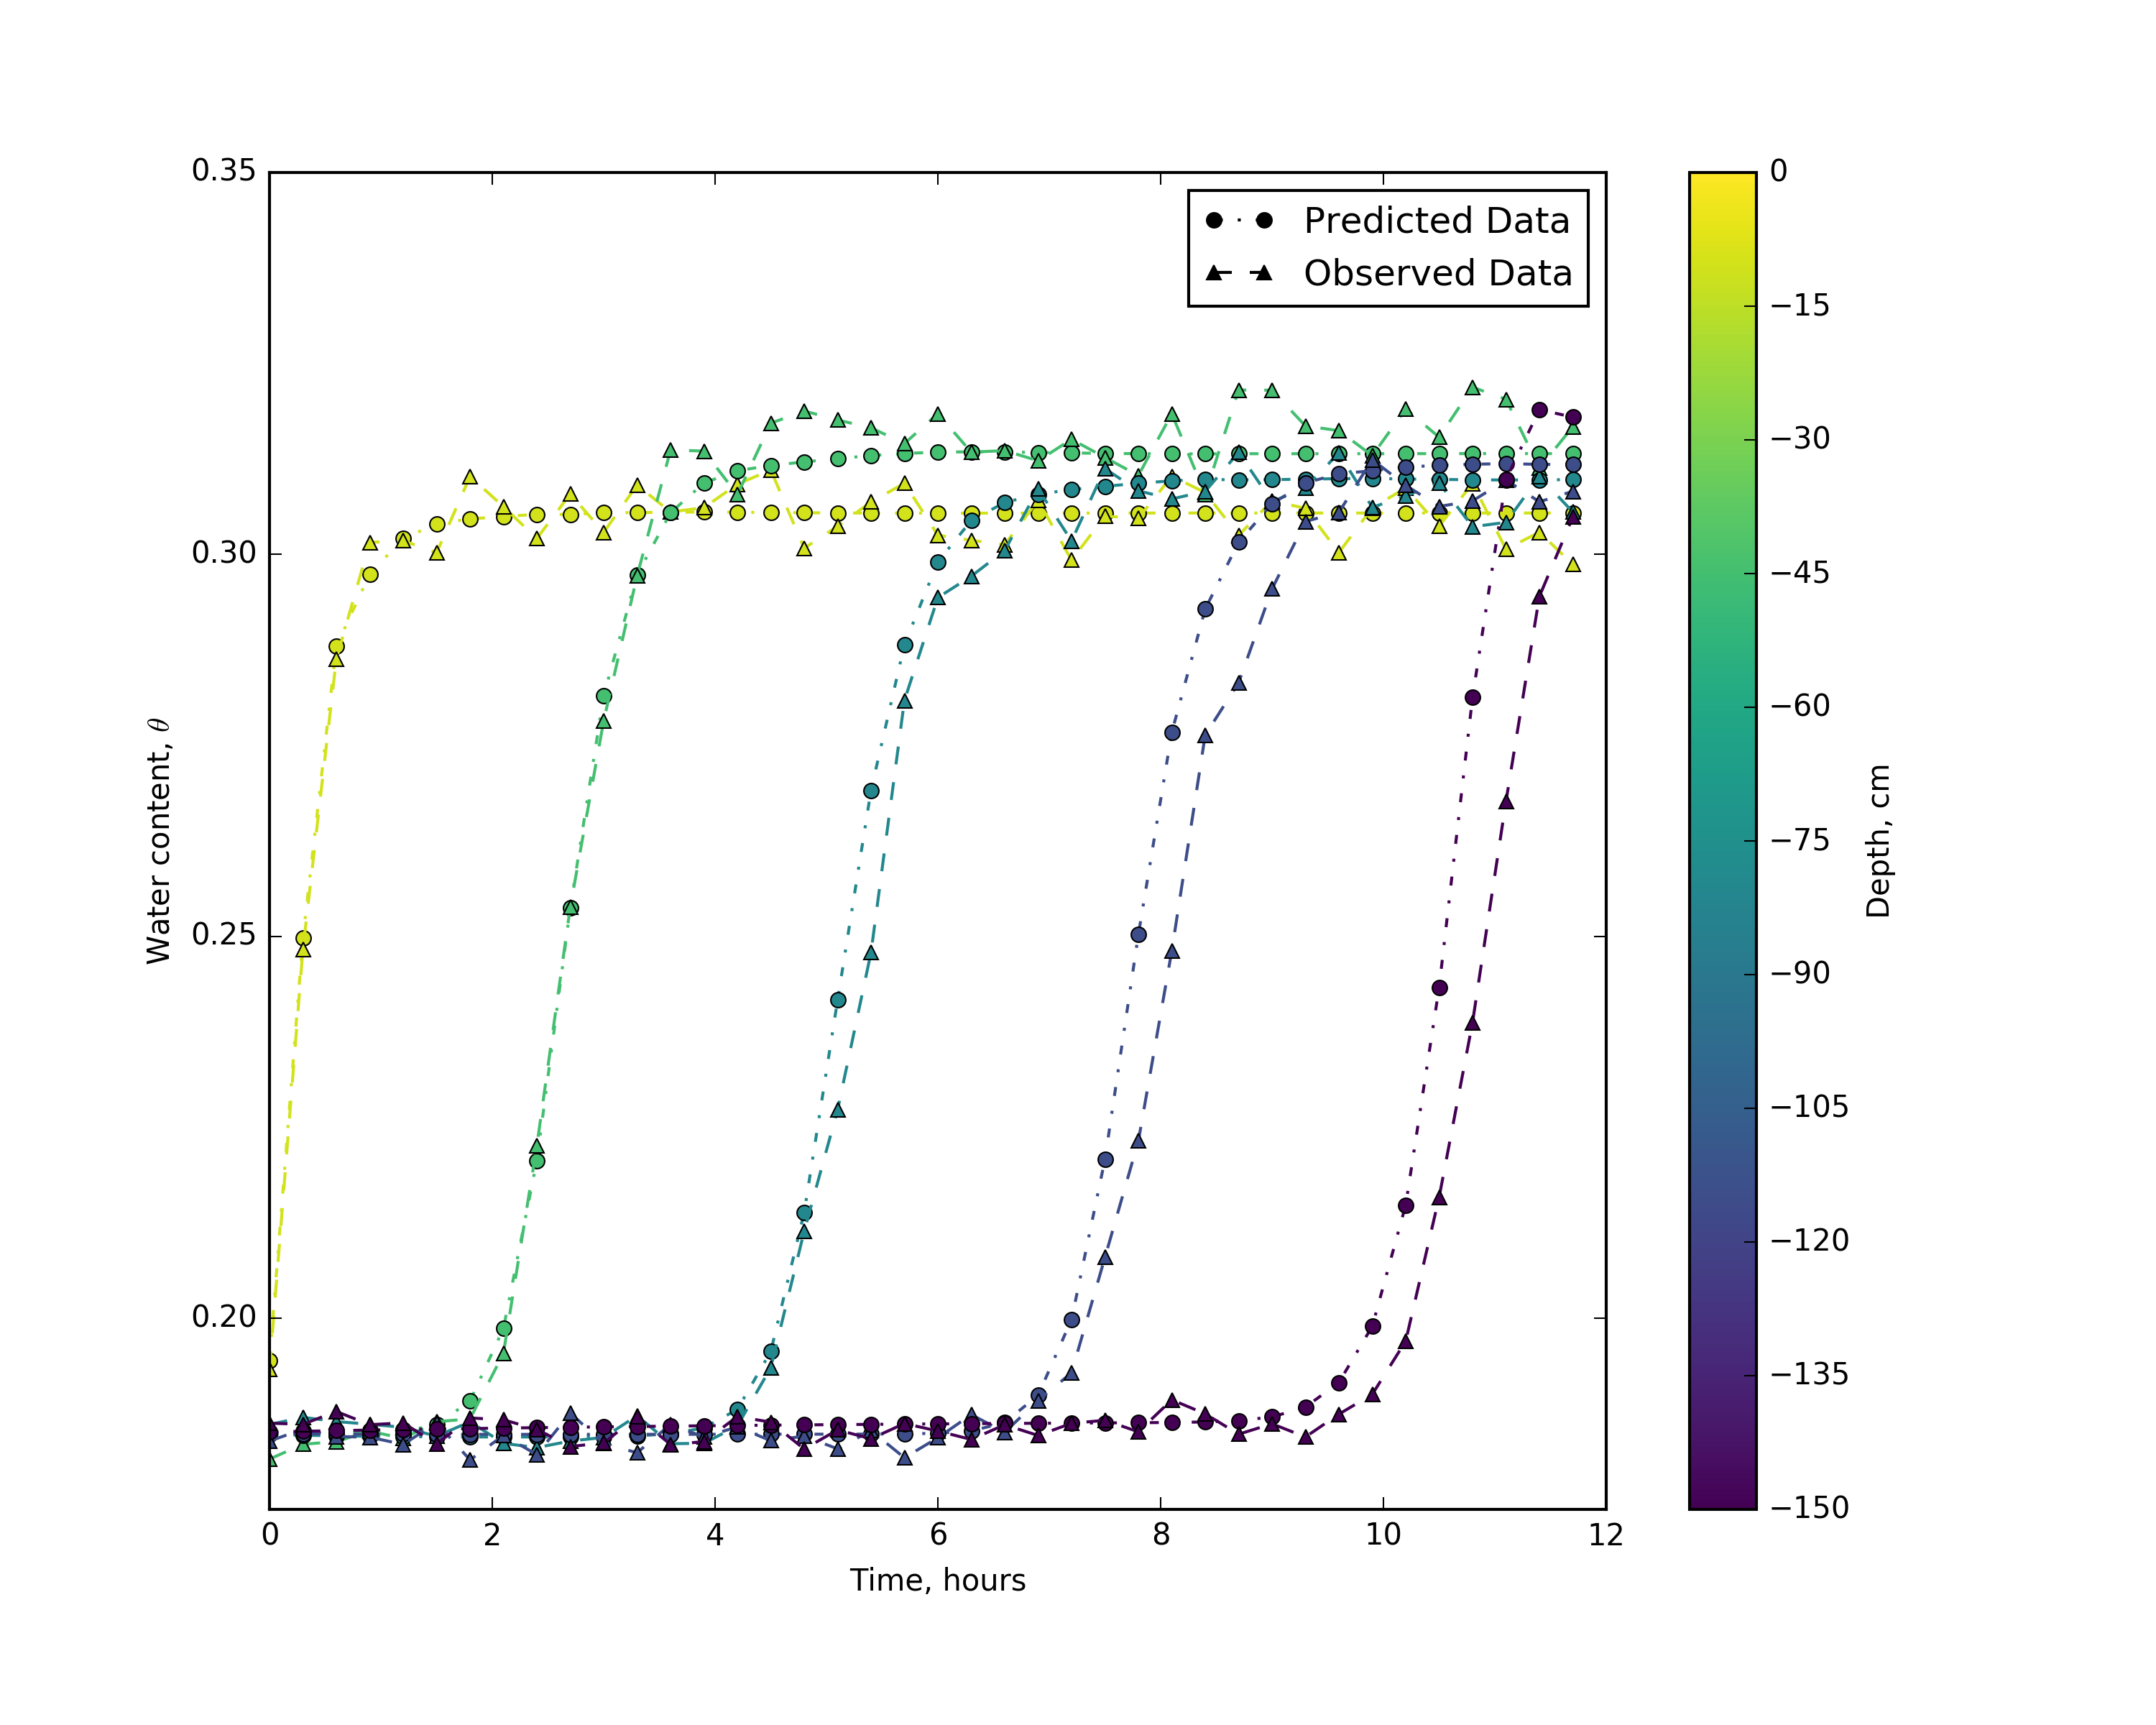 0.35
0.30
0.25
0.20
Water content, θ
0 2 4 6 8 10 12
Time, hours
Predicted Data
Observed Data
0
−15
−30
−45
−60
−75
−90
−105
−120
−135
−150
Depth, cm